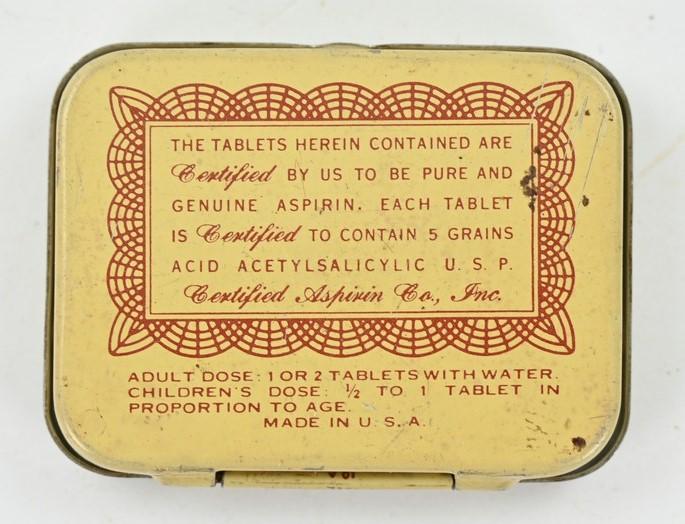 THE TABLETS HEREIN CONTAINED ARE
Certified BY US TO BE PURE AND
GENUINE ASPIRIN. EACH TABLET
IS Certified TO CONTAIN 5 GRAINS
ACID ACETYLSALICYLIC U. S. P.
Certified Aspirin Co., Inc.
ADULT DOSE: 1 OR 2 TABLETS WITH WATER.
CHILDREN'S DOSE: ½ TO 1 TABLET IN
PROPORTION TO AGE.
MADE IN U. S. A.